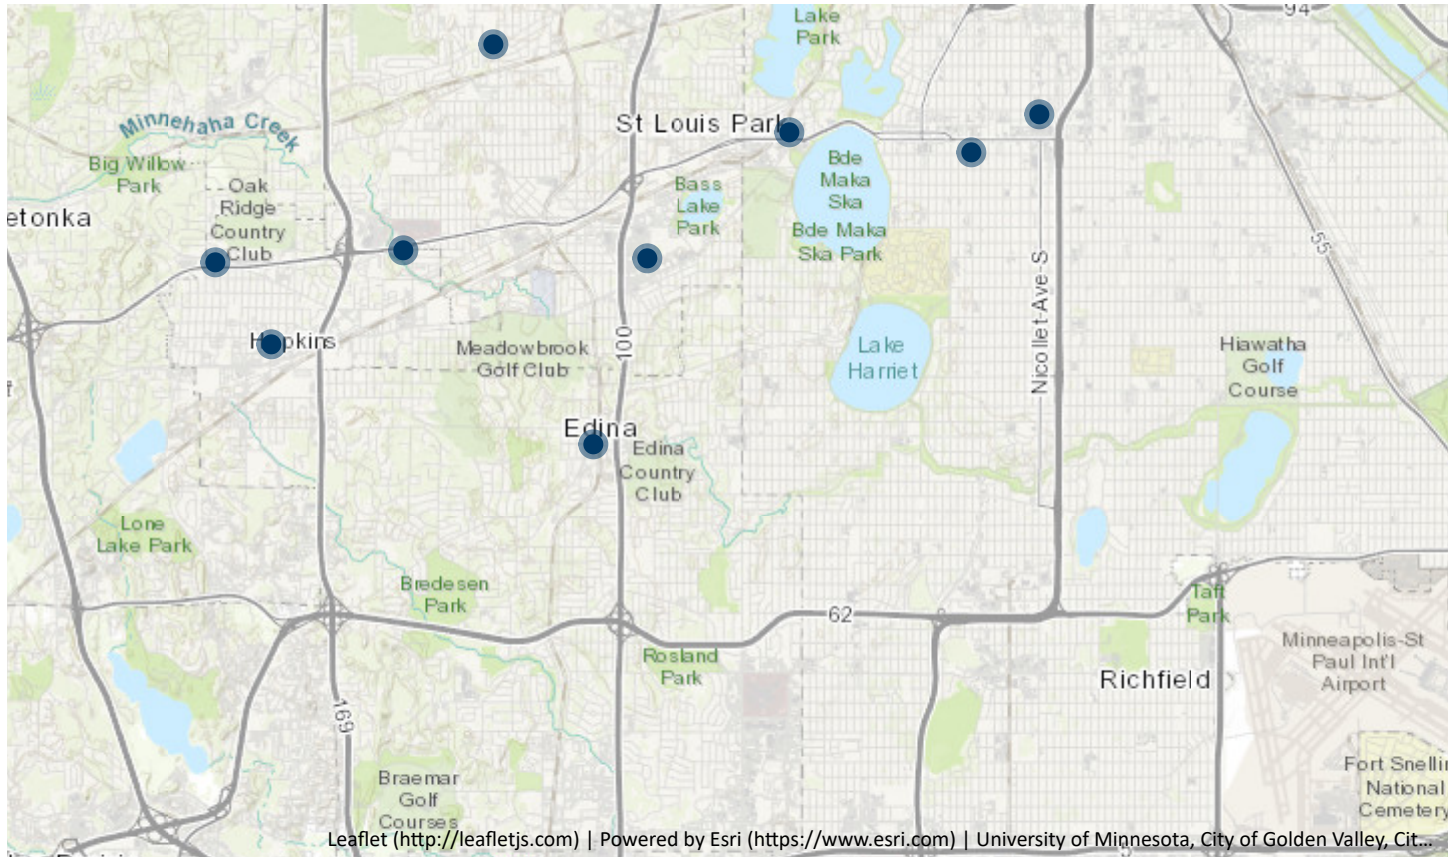 94
Lake
Park
Minnehaha Creek
St Louis Park
Big Willow
Park
Oak
Ridge
Country
Club
Bass
Lake
Park
Bde
Maka
Ska
Bde Maka
Ska Park
etonka
55
Nicollet-Ave-S
Hopkins
Meadowbrook
Golf Club
100
Lake
Harriet
Hiawatha
Golf
Course
Edina
Edina
Country
Club
Lone
Lake Park
Bredesen
Park
62
Taft
Park
Rosland
Park
Minneapolis-St
Paul Int'l
Airport
Richfield
169
Braemar
Golf
Courses
Fort Snellin
National
Cemetery
Leaflet (http://leafletjs.com) | Powered by Esri (https://www.esri.com) | University of Minnesota, City of Golden Valley, Cit...